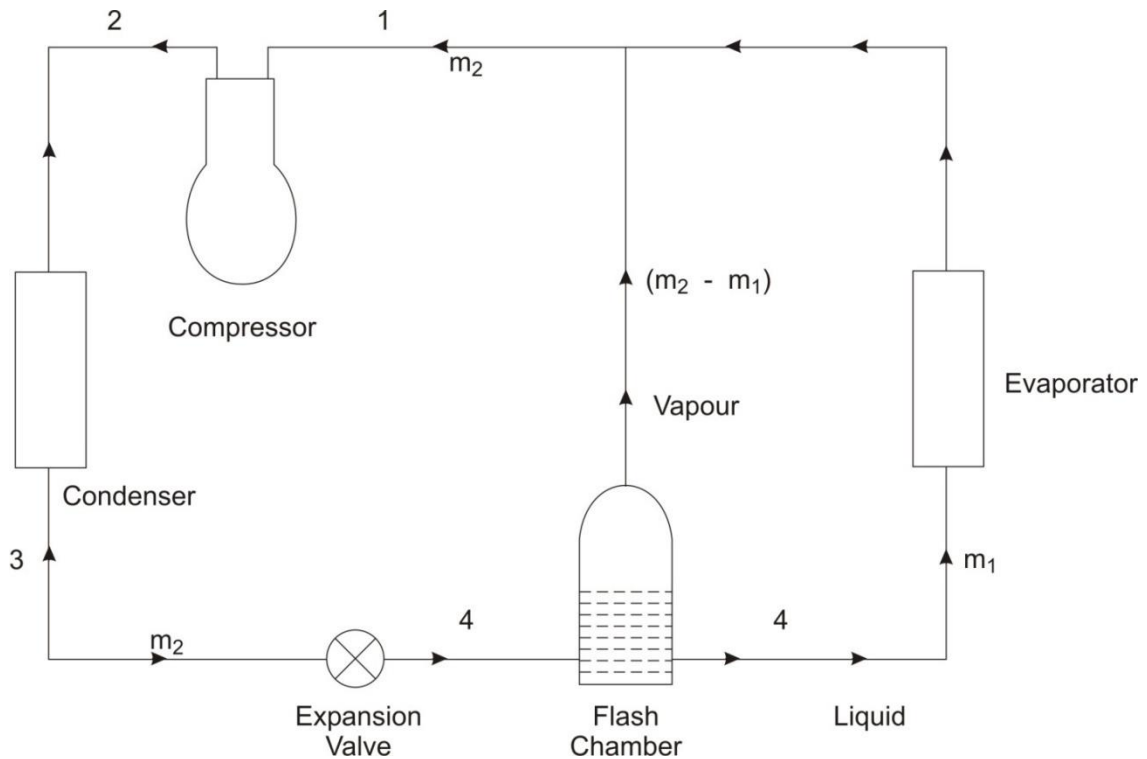 2
1
m₂
(m₂ - m₁)
Compressor
Vapour
Evaporator
Condenser
3
m₁
m₂
4
4
Expansion
Valve
Flash
Chamber
Liquid